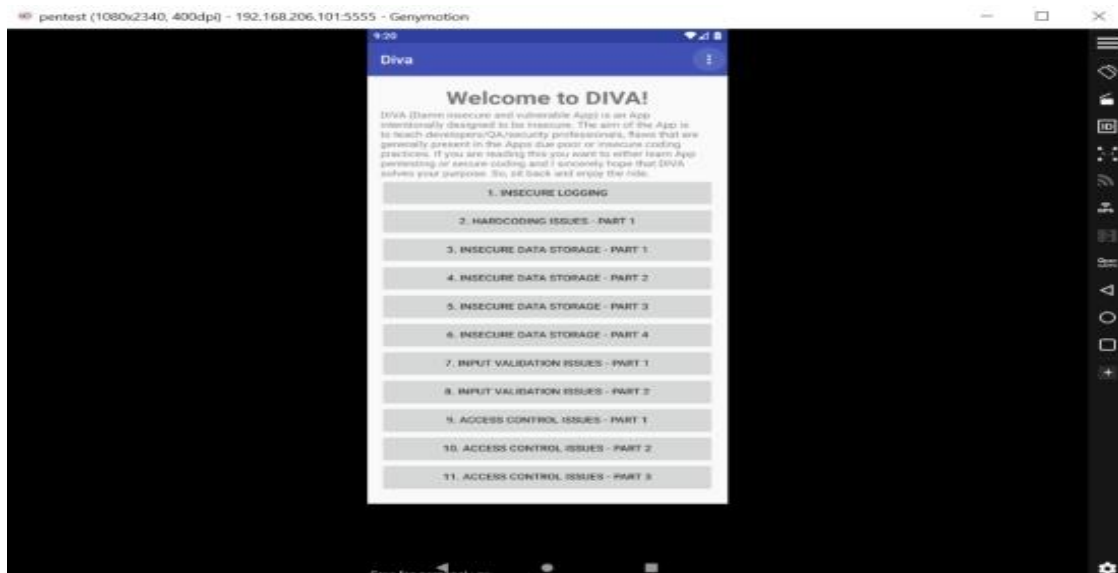 pentest (1080x2340, 400dpi) - 192.168.206.101:5555 - Genymotion
9:20
Diva
Welcome to DIVA!
DIVA (Damn insecure and vulnerable App) is an App
intentionally designed to be insecure. The aim of the App is
to teach developers/QA/security professionals, flaws that are
generally present in the Apps due poor or insecure coding
practices. If you are reading this you want to either learn App
pentesting or secure coding and I sincerely hope that DIVA
solves your purpose. So, sit back and enjoy the ride.
1. INSECURE LOGGING
2. HARDCODING ISSUES - PART 1
3. INSECURE DATA STORAGE - PART 1
4. INSECURE DATA STORAGE - PART 2
5. INSECURE DATA STORAGE - PART 3
6. INSECURE DATA STORAGE - PART 4
7. INPUT VALIDATION ISSUES - PART 1
8. INPUT VALIDATION ISSUES - PART 2
9. ACCESS CONTROL ISSUES - PART 1
10. ACCESS CONTROL ISSUES - PART 2
11. ACCESS CONTROL ISSUES - PART 3